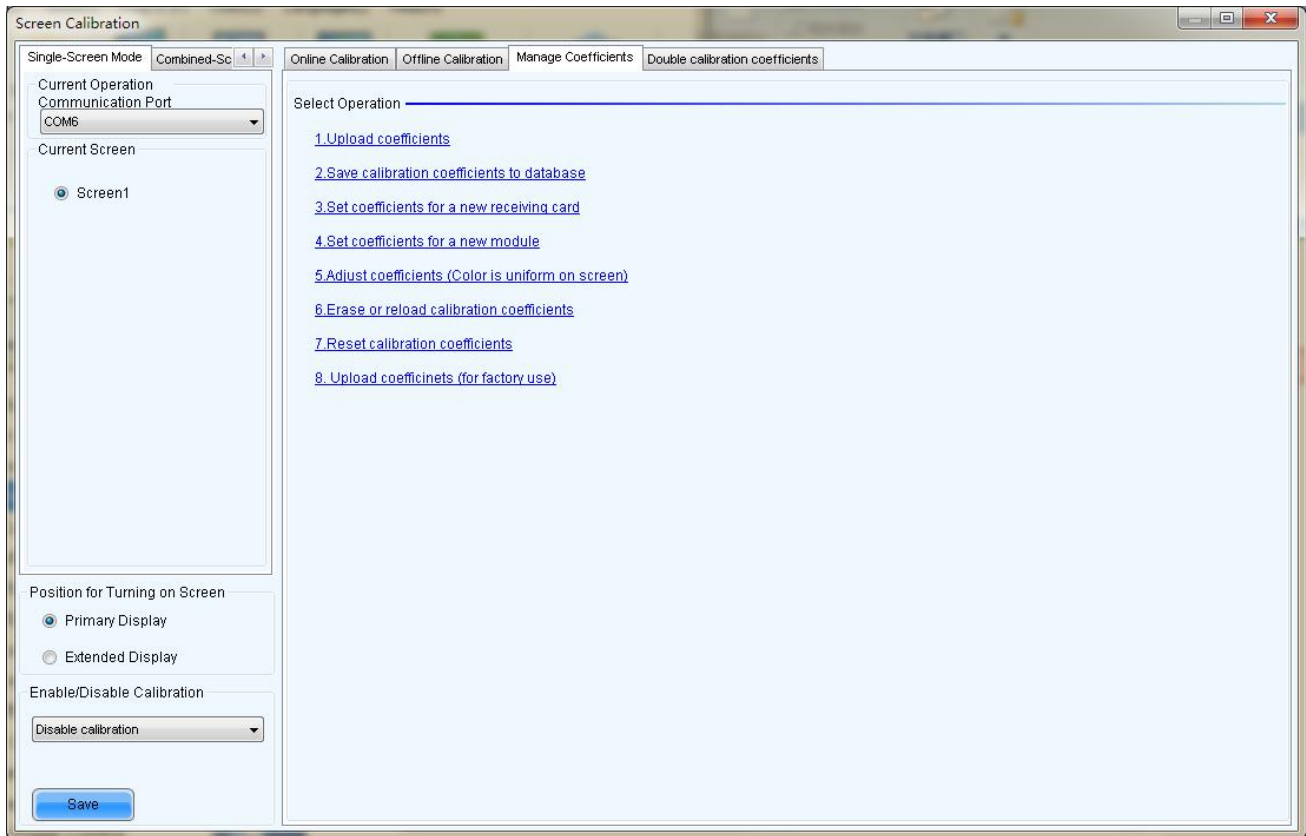 Screen Calibration
Single-Screen Mode
Combined-Sc
Online Calibration
Offline Calibration
Manage Coefficients
Double calibration coefficients
Current Operation
Communication Port
COM6
Current Screen
Screen1
Position for Turning on Screen
Primary Display
Extended Display
Enable/Disable Calibration
Disable calibration
Save
Select Operation
1.Upload coefficients
2.Save calibration coefficients to database
3.Set coefficients for a new receiving card
4.Set coefficients for a new module
5.Adjust coefficients (Color is uniform on screen)
6.Erase or reload calibration coefficients
7.Reset calibration coefficients
8. Upload coefficinets (for factory use)